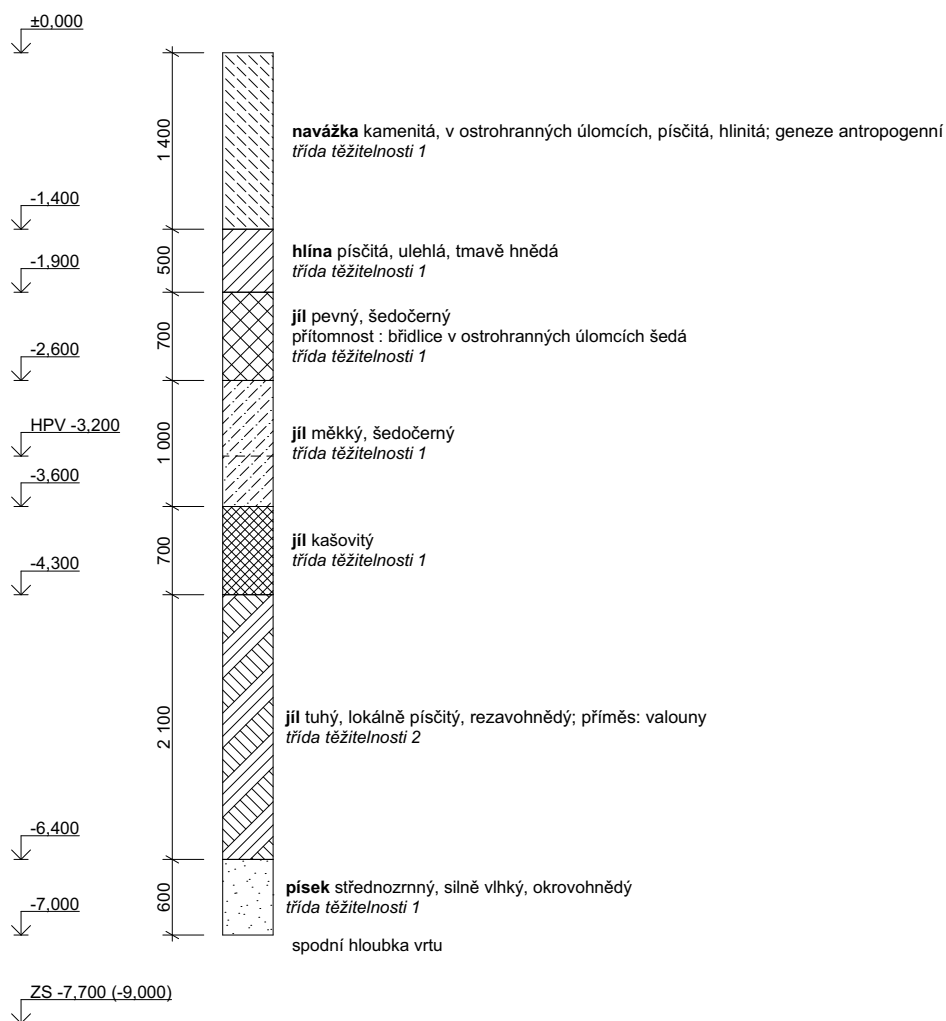 ±0,000
1 400
navážka kamenitá, v ostrohranných úlomcích, písčitá, hlinitá; geneze antropogenní
třída těžitelnosti 1
-1,400
500
hlína písčitá, ulehlá, tmavě hnědá
třída těžitelnosti 1
-1,900
700
jíl pevný, šedočerný
přítomnost : břidlice v ostrohranných úlomcích šedá
třída těžitelnosti 1
-2,600
HPV -3,200
1 000
jíl měkký, šedočerný
třída těžitelnosti 1
-3,600
700
jíl kašovitý
třída těžitelnosti 1
-4,300
2 100
jíl tuhý, lokálně písčitý, rezavohnědý; příměs: valouny
třída těžitelnosti 2
-6,400
600
písek střednozrnný, silně vlhký, okrovohnědý
třída těžitelnosti 1
-7,000
spodní hloubka vrtu
ZS -7,700 (-9,000)